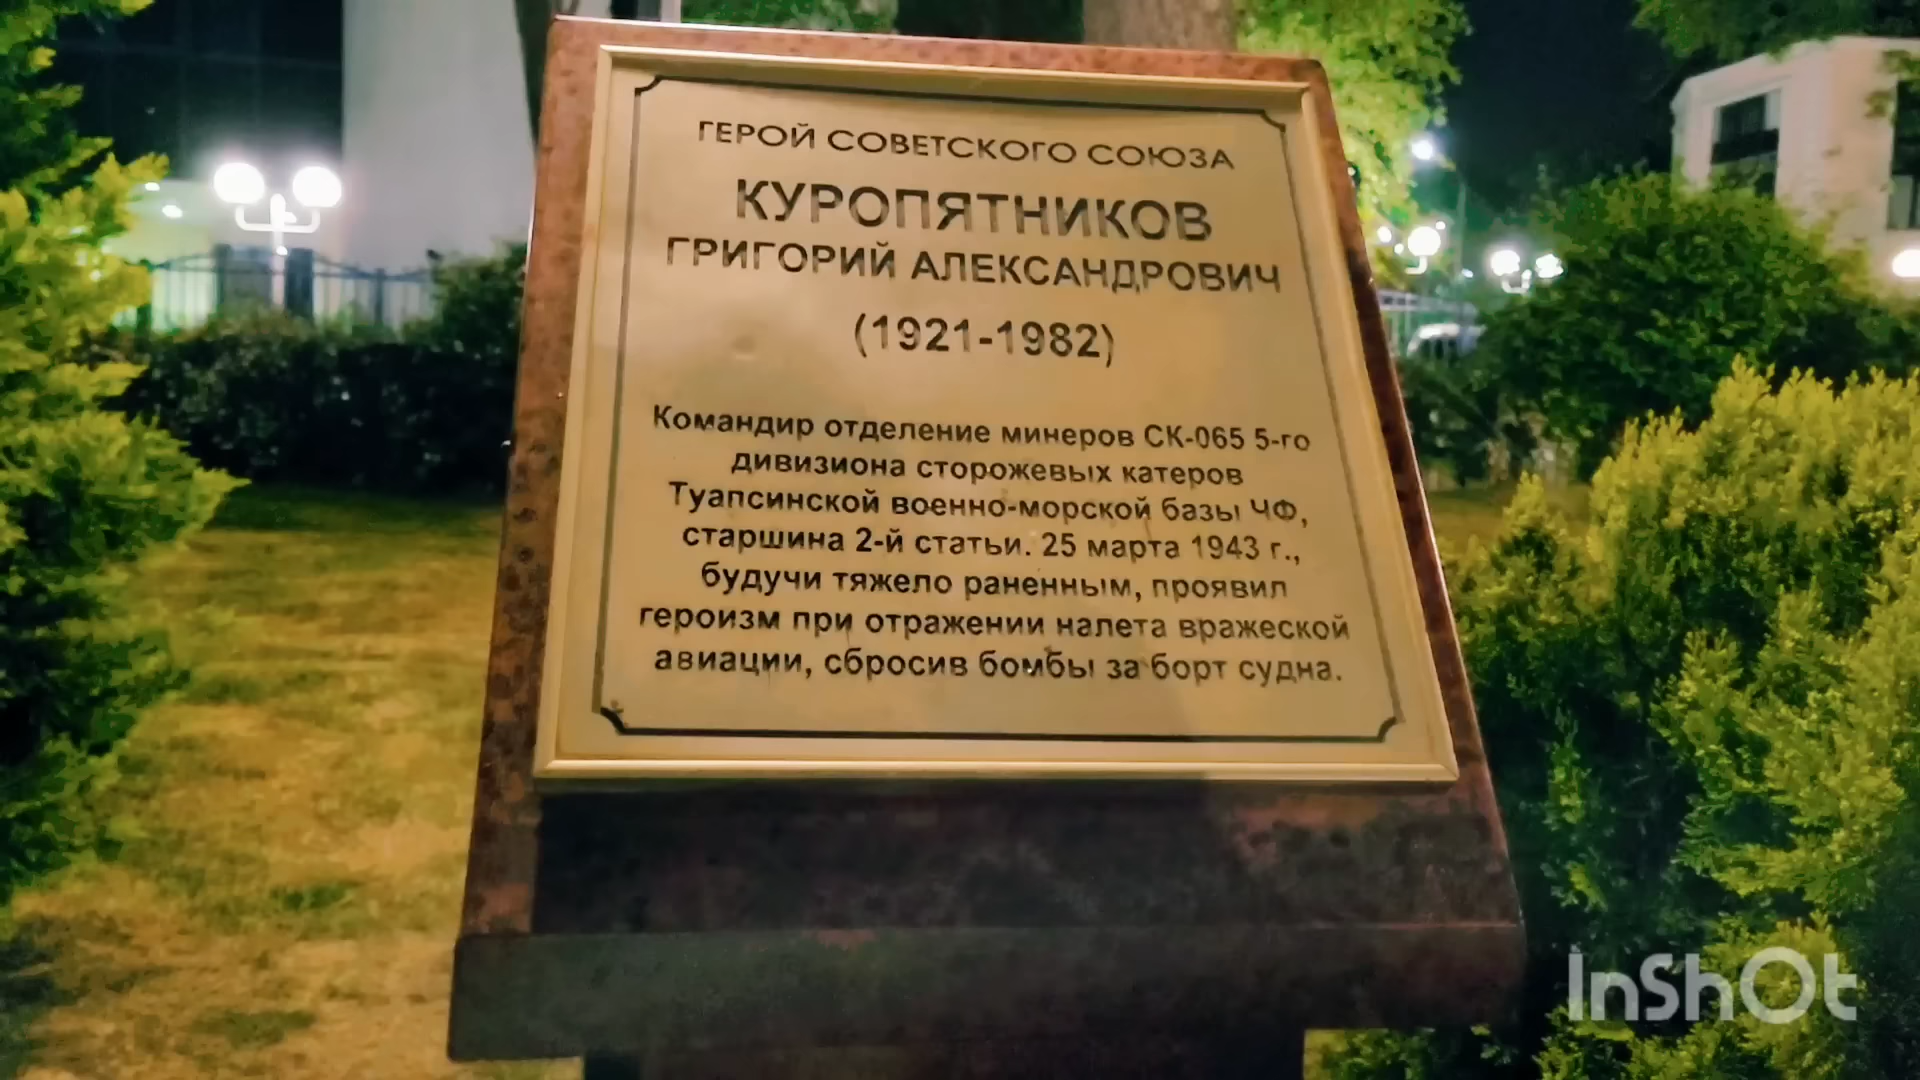 ГЕРОЙ СОВЕТСКОГО СОЮЗА
КУРОПЯТНИКОВ
ГРИГОРИЙ АЛЕКСАНДРОВИЧ
(1921-1982)
Командир отделение минеров СК-065 5-го
дивизиона сторожевых катеров
Туапсинской военно-морской базы ЧФ,
старшина 2-й статьи. 25 марта 1943 г.,
будучи тяжело раненным, проявил
героизм при отражении налета вражеской
авиации, сбросив бомбы за борт судна.
InShOt